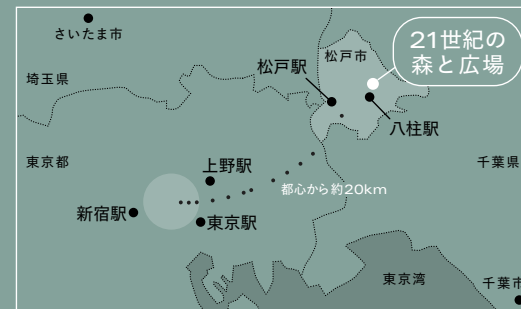 さいたま市
松戸市
21世紀の
森と広場
松戸駅
埼玉県
八柱駅
東京都
上野駅
千葉県
都心から約20km
新宿駅
東京駅
東京湾
千葉市